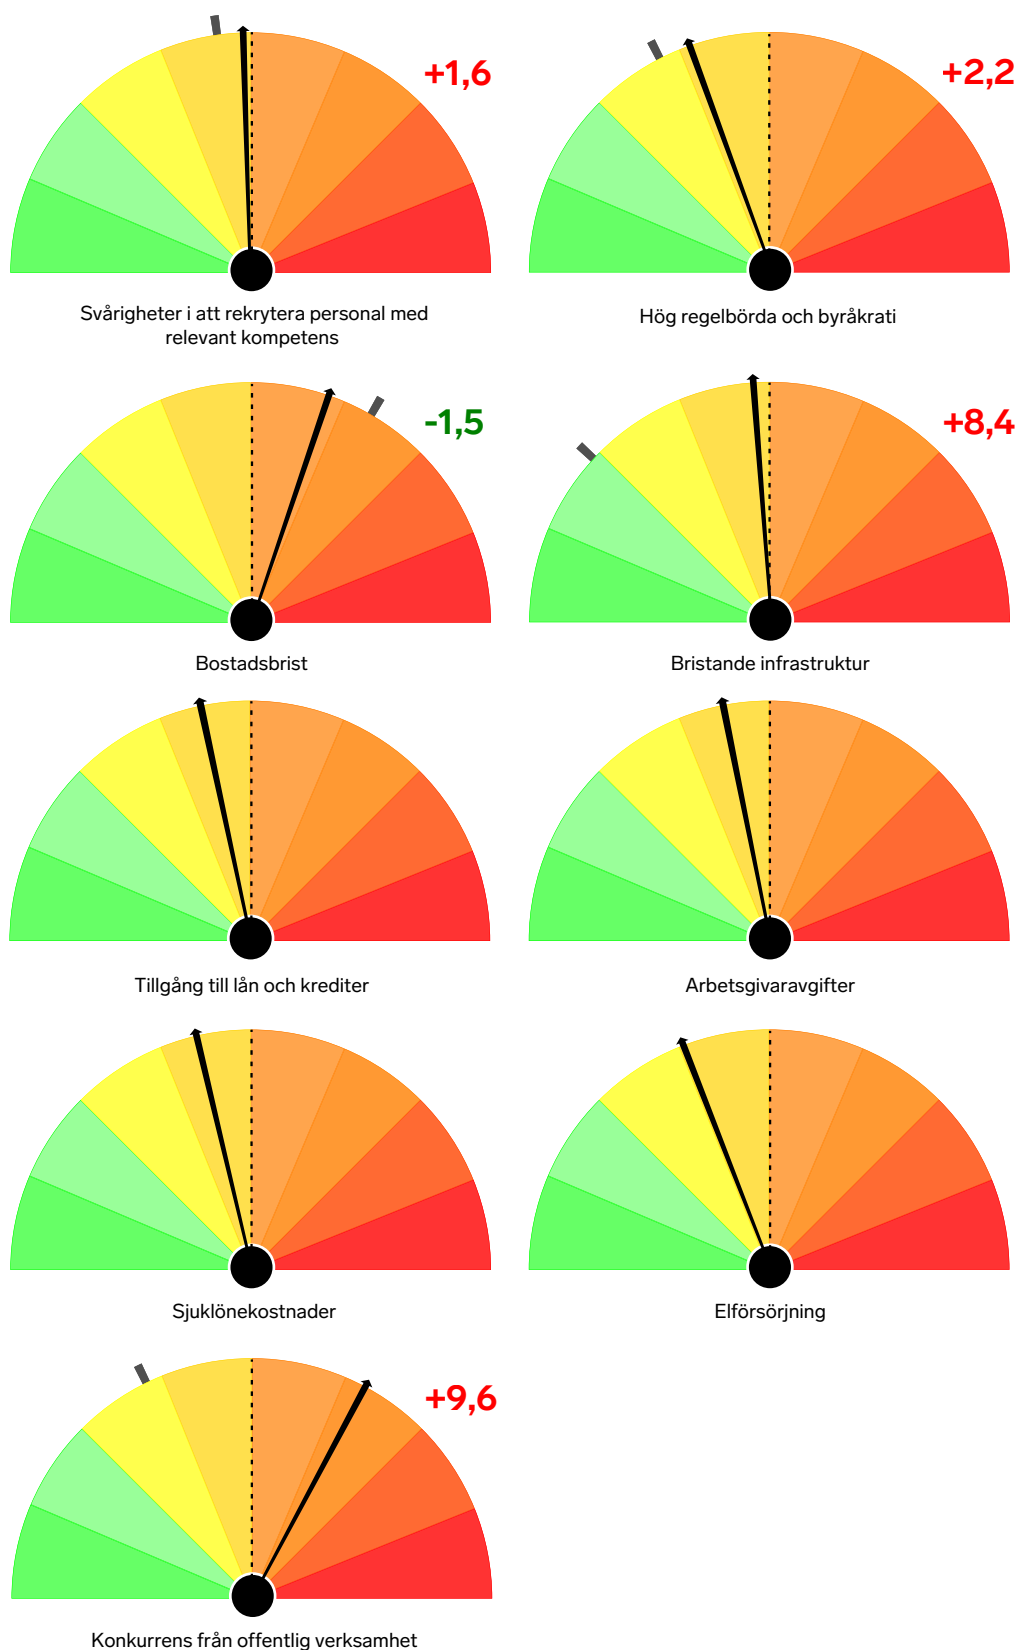 +1,6
Svårigheter i att rekrytera personal med
relevant kompetens
+2,2
Hög regelbörda och byråkrati
-1,5
Bostadsbrist
+8,4
Bristande infrastruktur
Tillgång till lån och krediter
Arbetsgivaravgifter
Sjuklönekostnader
Elförsörjning
+9,6
Konkurrens från offentlig verksamhet